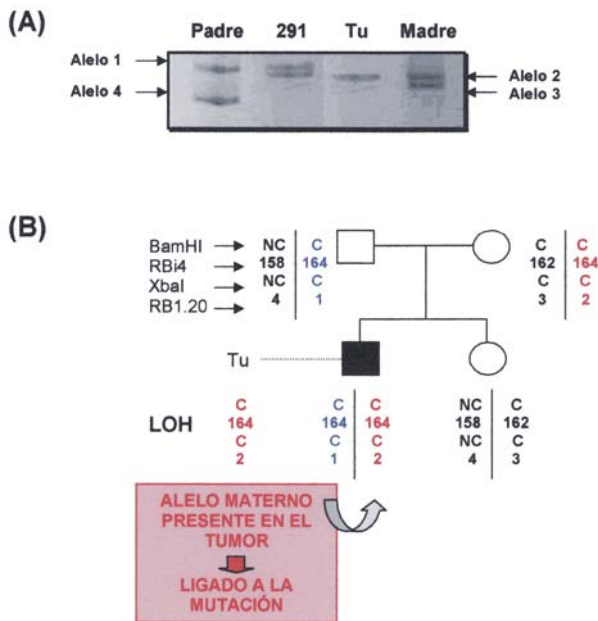 (A)
Padre 291 Tu Madre
Alelo 1
Alelo 4
Alelo 2
Alelo 3
(B)
BamHI
RBi4
XbaI
RB1.20
NC C
158 164
NC C
4 1
C C
162 164
C C
3 2
Tu
LOH
C
164
C
2
C C
164 164
C C
1 2
NC C
158 162
NC C
4 3
ALELO MATERNO
PRESENTE EN EL
TUMOR
LIGADO A LA
MUTACIÓN